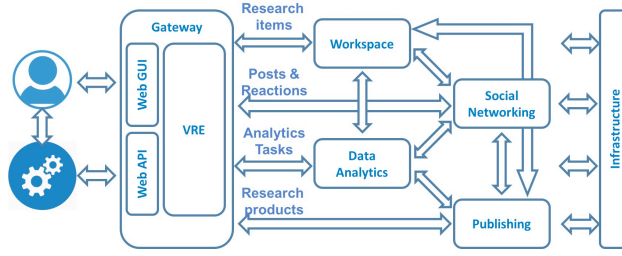 Gateway
Web GUI
Web API
VRE
Research
items
Posts &
Reactions
Analytics
Tasks
Research
products
Workspace
Social
Networking
Data
Analytics
Publishing
Infrastructure